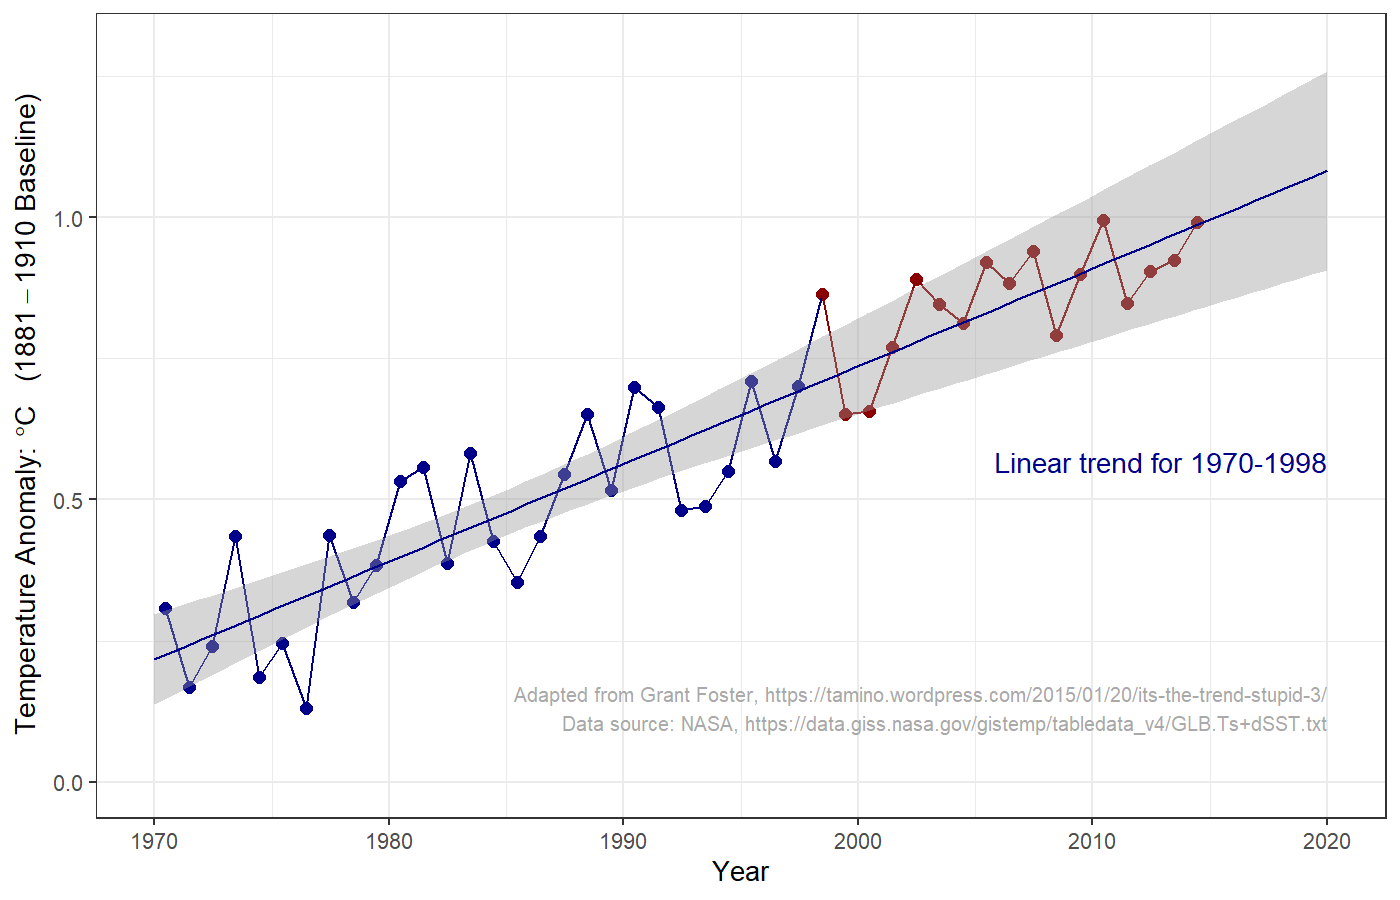 Temperature Anomaly: °C (1881 – 1910 Baseline)
1.0
0.5
0.0
Linear trend for 1970-1998
Adapted from Grant Foster, https://tamino.wordpress.com/2015/01/20/its-the-trend-stupid-3/
Data source: NASA, https://data.giss.nasa.gov/gistemp/tabledata_v4/GLB.Ts+dSST.txt
1970 1980 1990 2000 2010 2020
Year